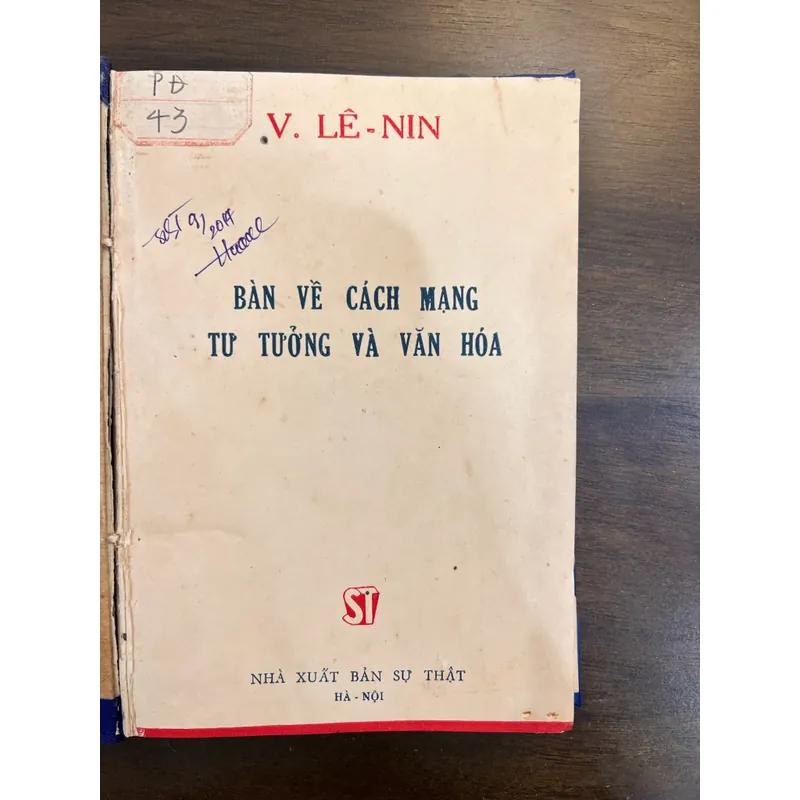 PĐ
43
V. LÊ-NIN
BÀN VỀ CÁCH MẠNG
TƯ TƯỞNG VÀ VĂN HÓA
ST
NHÀ XUẤT BẢN SỰ THẬT
HÀ-NỘI